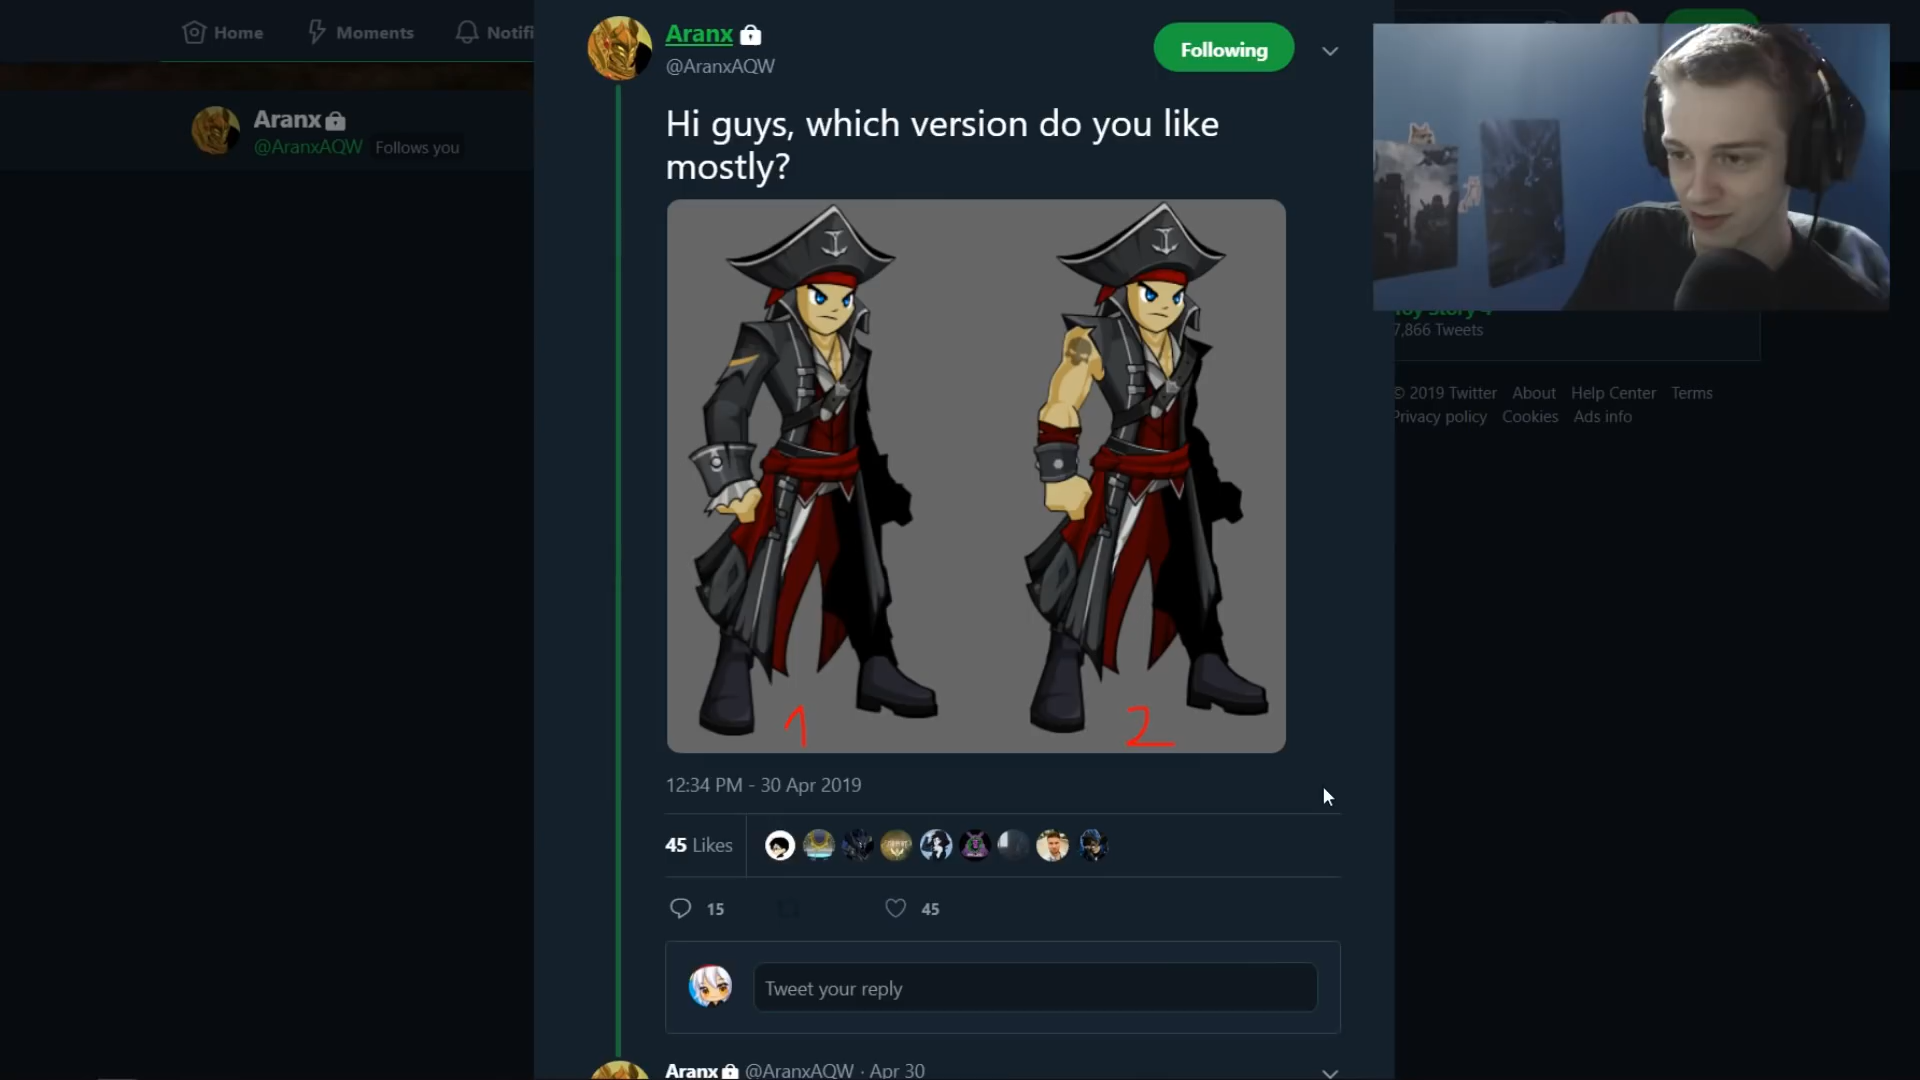 Home
Moments
Notifi
Aranx
@AranxAQW
Follows you
Aranx
@AranxAQW
Following
Hi guys, which version do you like
mostly?
1
2
12:34 PM - 30 Apr 2019
45 Likes
15
45
Tweet your reply
Aranx @AranxAQW · Apr 30
7,866 Tweets
© 2019 Twitter About Help Center Terms
Privacy policy Cookies Ads info